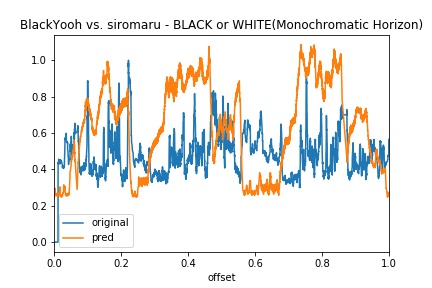 BlackYooh vs. siromaru - BLACK or WHITE(Monochromatic Horizon)
1.0
0.8
0.6
0.4
0.2
0.0
original
pred
0.0 0.2 0.4 0.6 0.8 1.0
offset